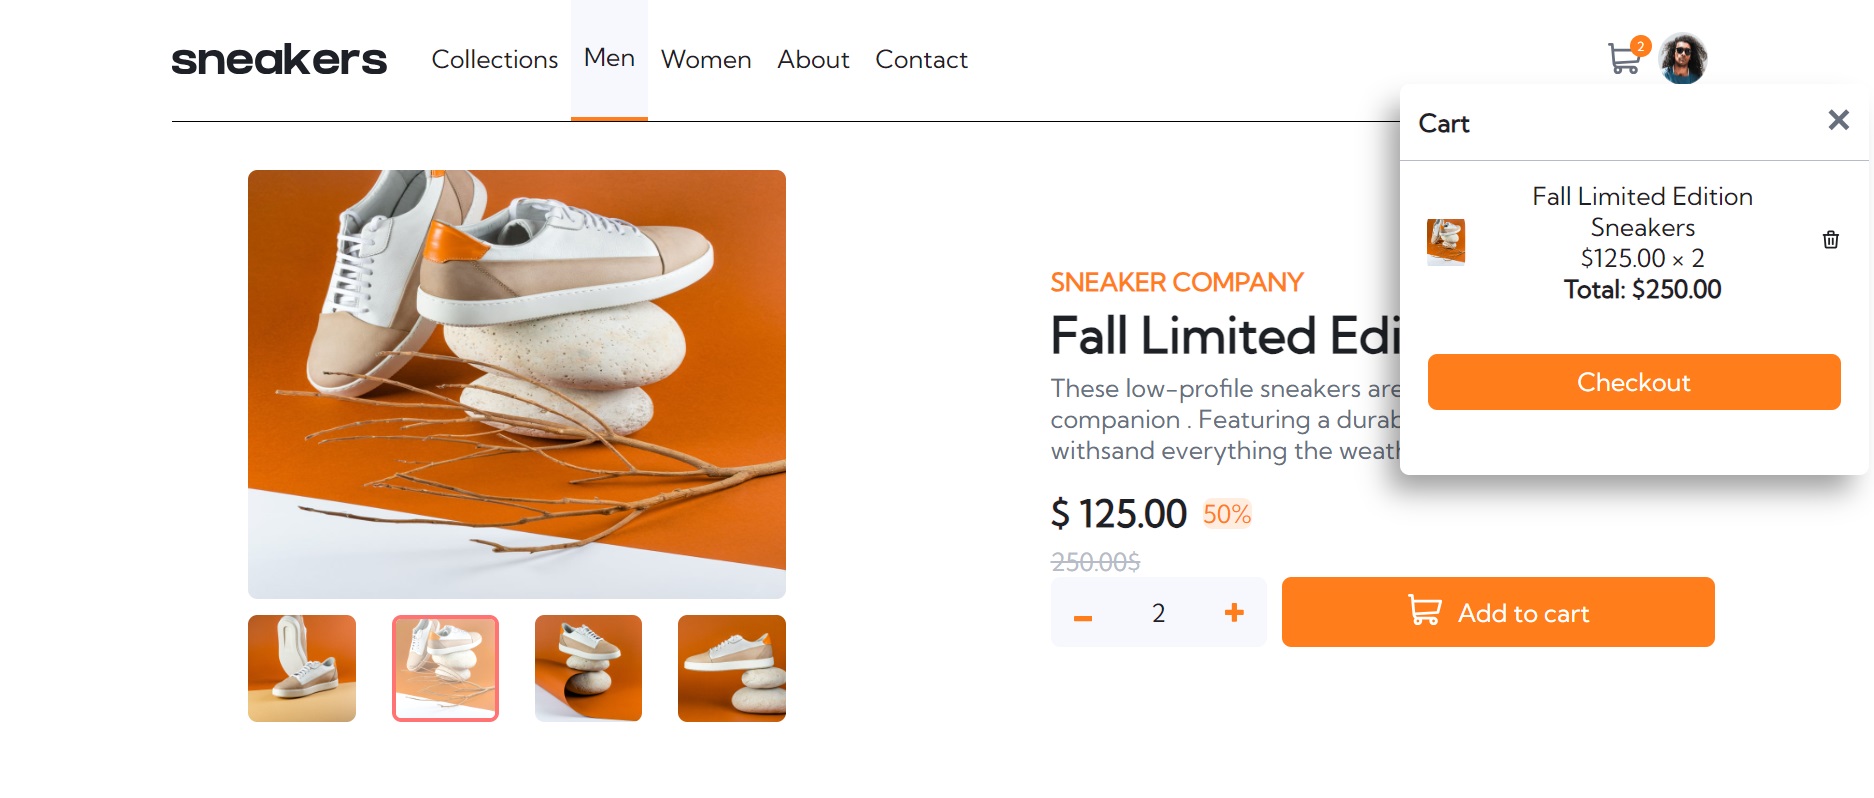 sneakers
Collections
Men
Women
About
Contact
2
Cart
Fall Limited Edition
Sneakers
$125.00 × 2
Total: $250.00
Checkout
SNEAKER COMPANY
Fall Limited Edi
These low-profile sneakers are
companion . Featuring a durab
withsand everything the weath
$ 125.00
50%
250.00$
2
Add to cart